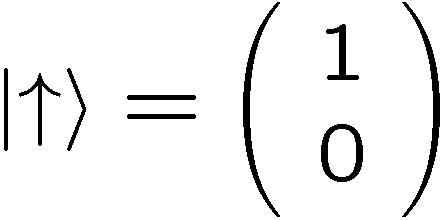 |↑⟩ = ( 1
0 )